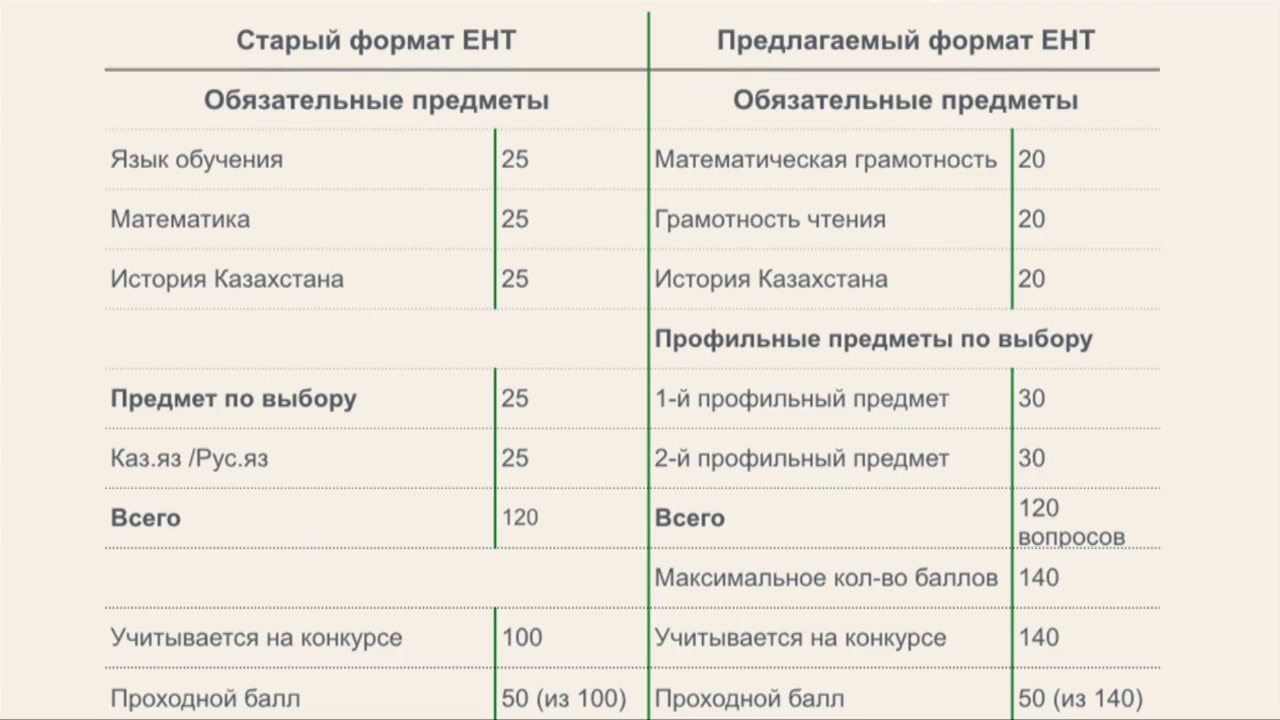 Старый формат ЕНТ Предлагаемый формат ЕНТ
Обязательные предметы Обязательные предметы
Язык обучения 25 Математическая грамотность 20
Математика 25 Грамотность чтения 20
История Казахстана 25 История Казахстана 20
Профильные предметы по выбору
Предмет по выбору 25 1-й профильный предмет 30
Каз.яз /Рус.яз 25 2-й профильный предмет 30
Всего 120 Всего 120
вопросов
Максимальное кол-во баллов 140
Учитывается на конкурсе 100 Учитывается на конкурсе 140
Проходной балл 50 (из 100) Проходной балл 50 (из 140)